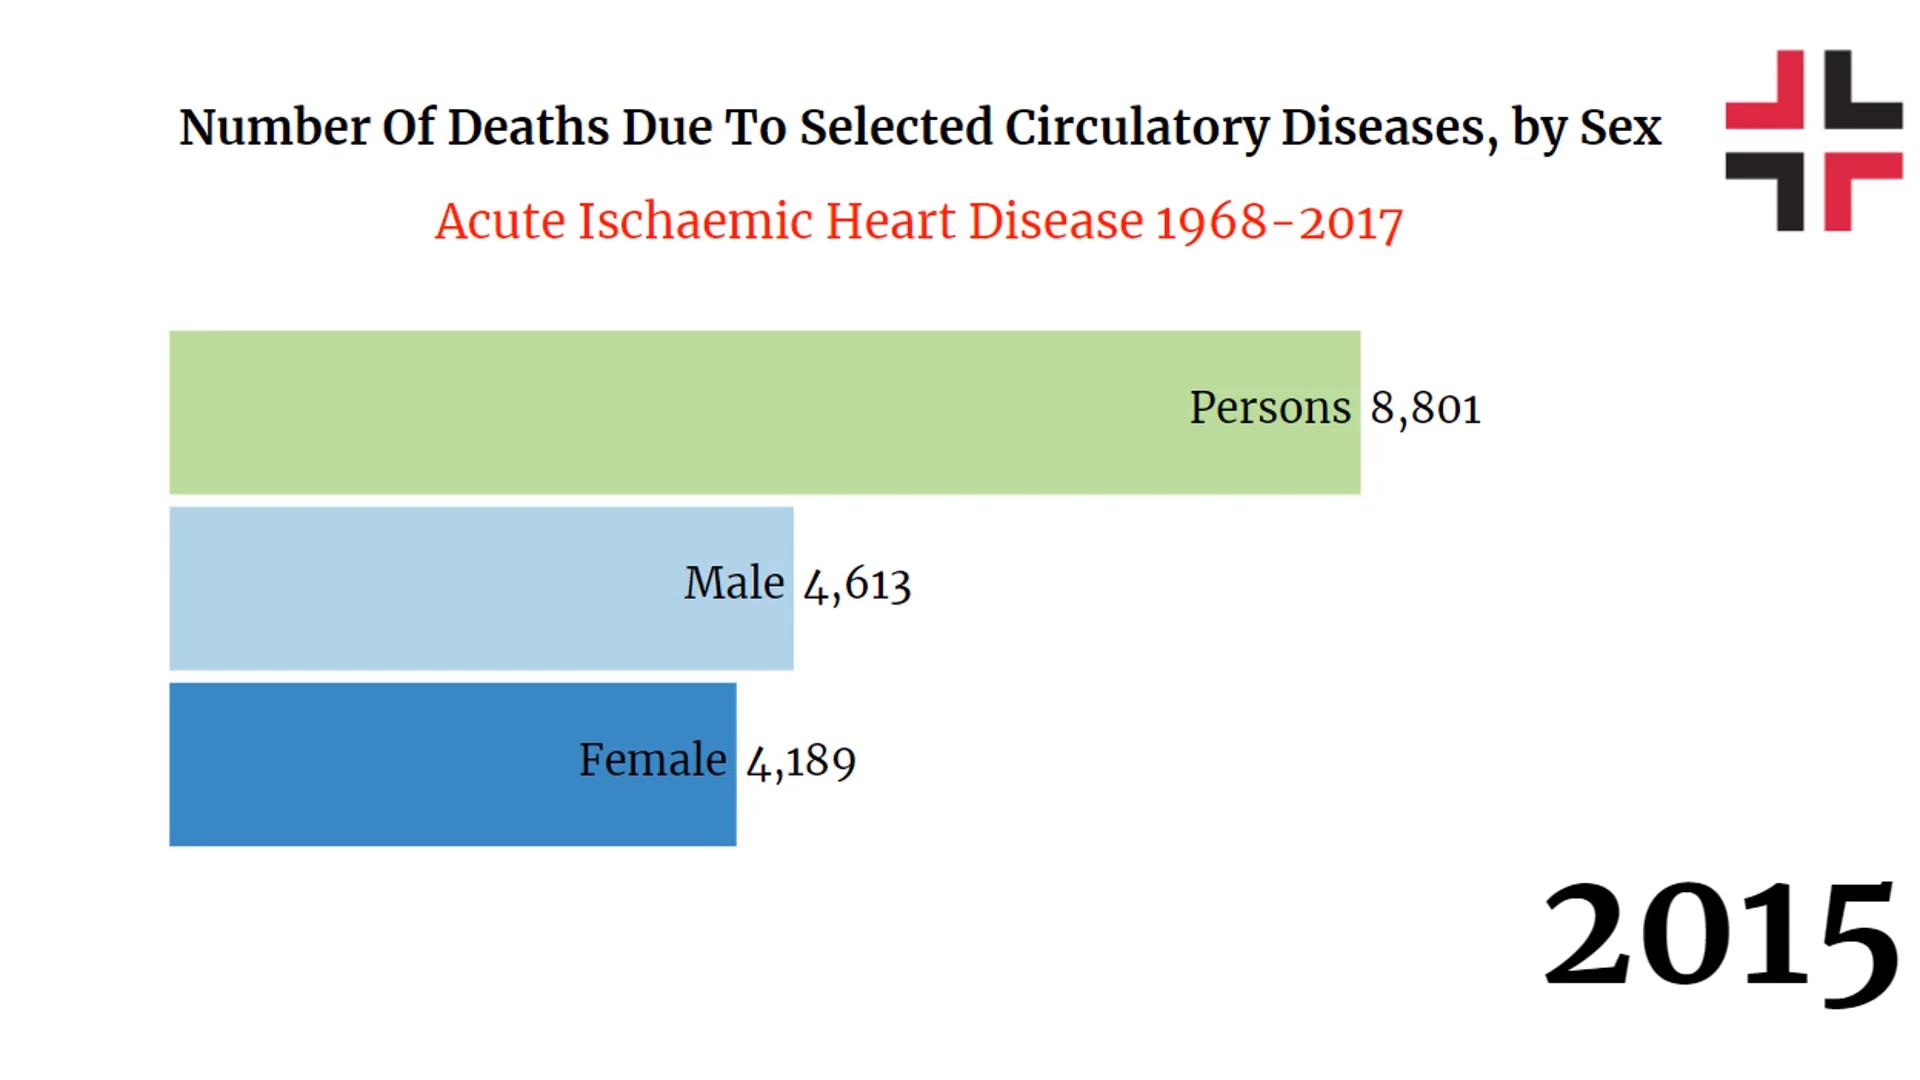 Number Of Deaths Due To Selected Circulatory Diseases, by Sex
Acute Ischaemic Heart Disease 1968-2017
Persons 8,801
Male 4,613
Female 4,189
2015